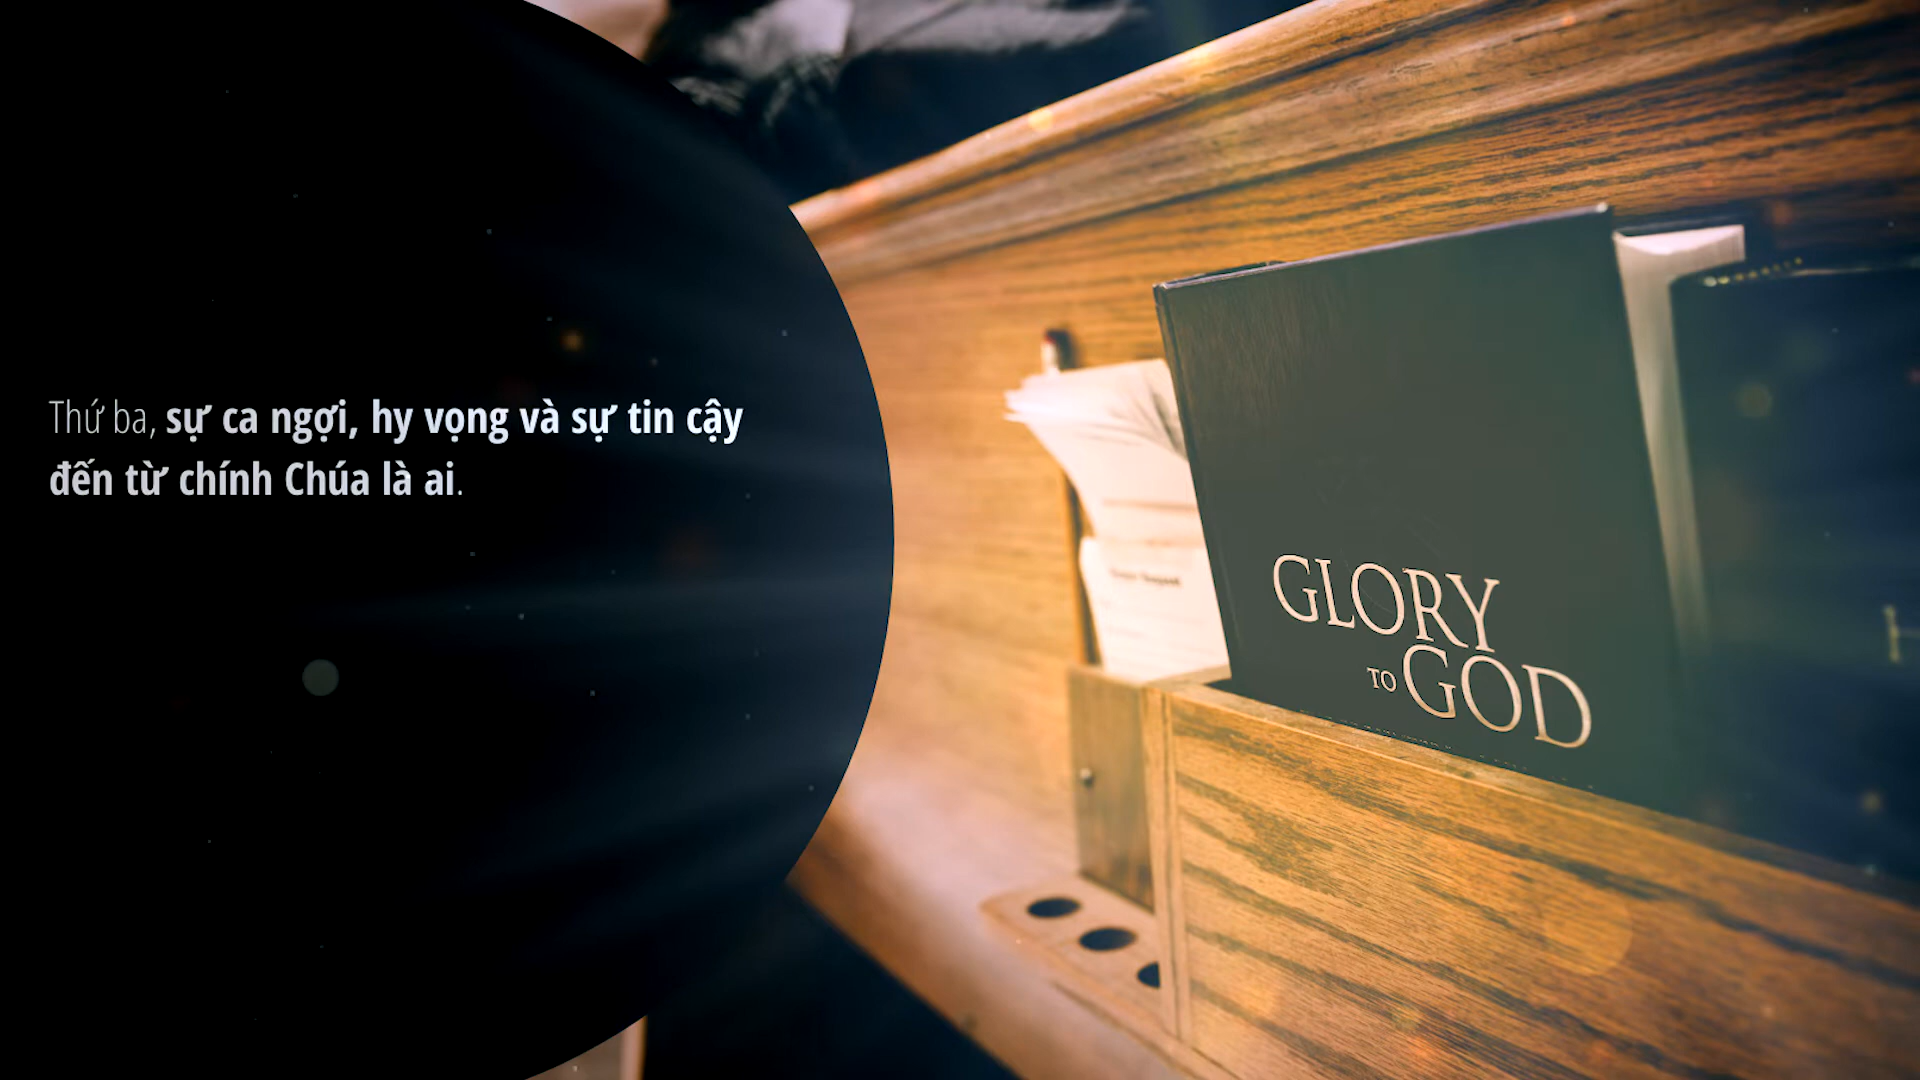 Thứ ba, sự ca ngợi, hy vọng và sự tin cậy
đến từ chính Chúa là ai.
GLORY
TO GOD